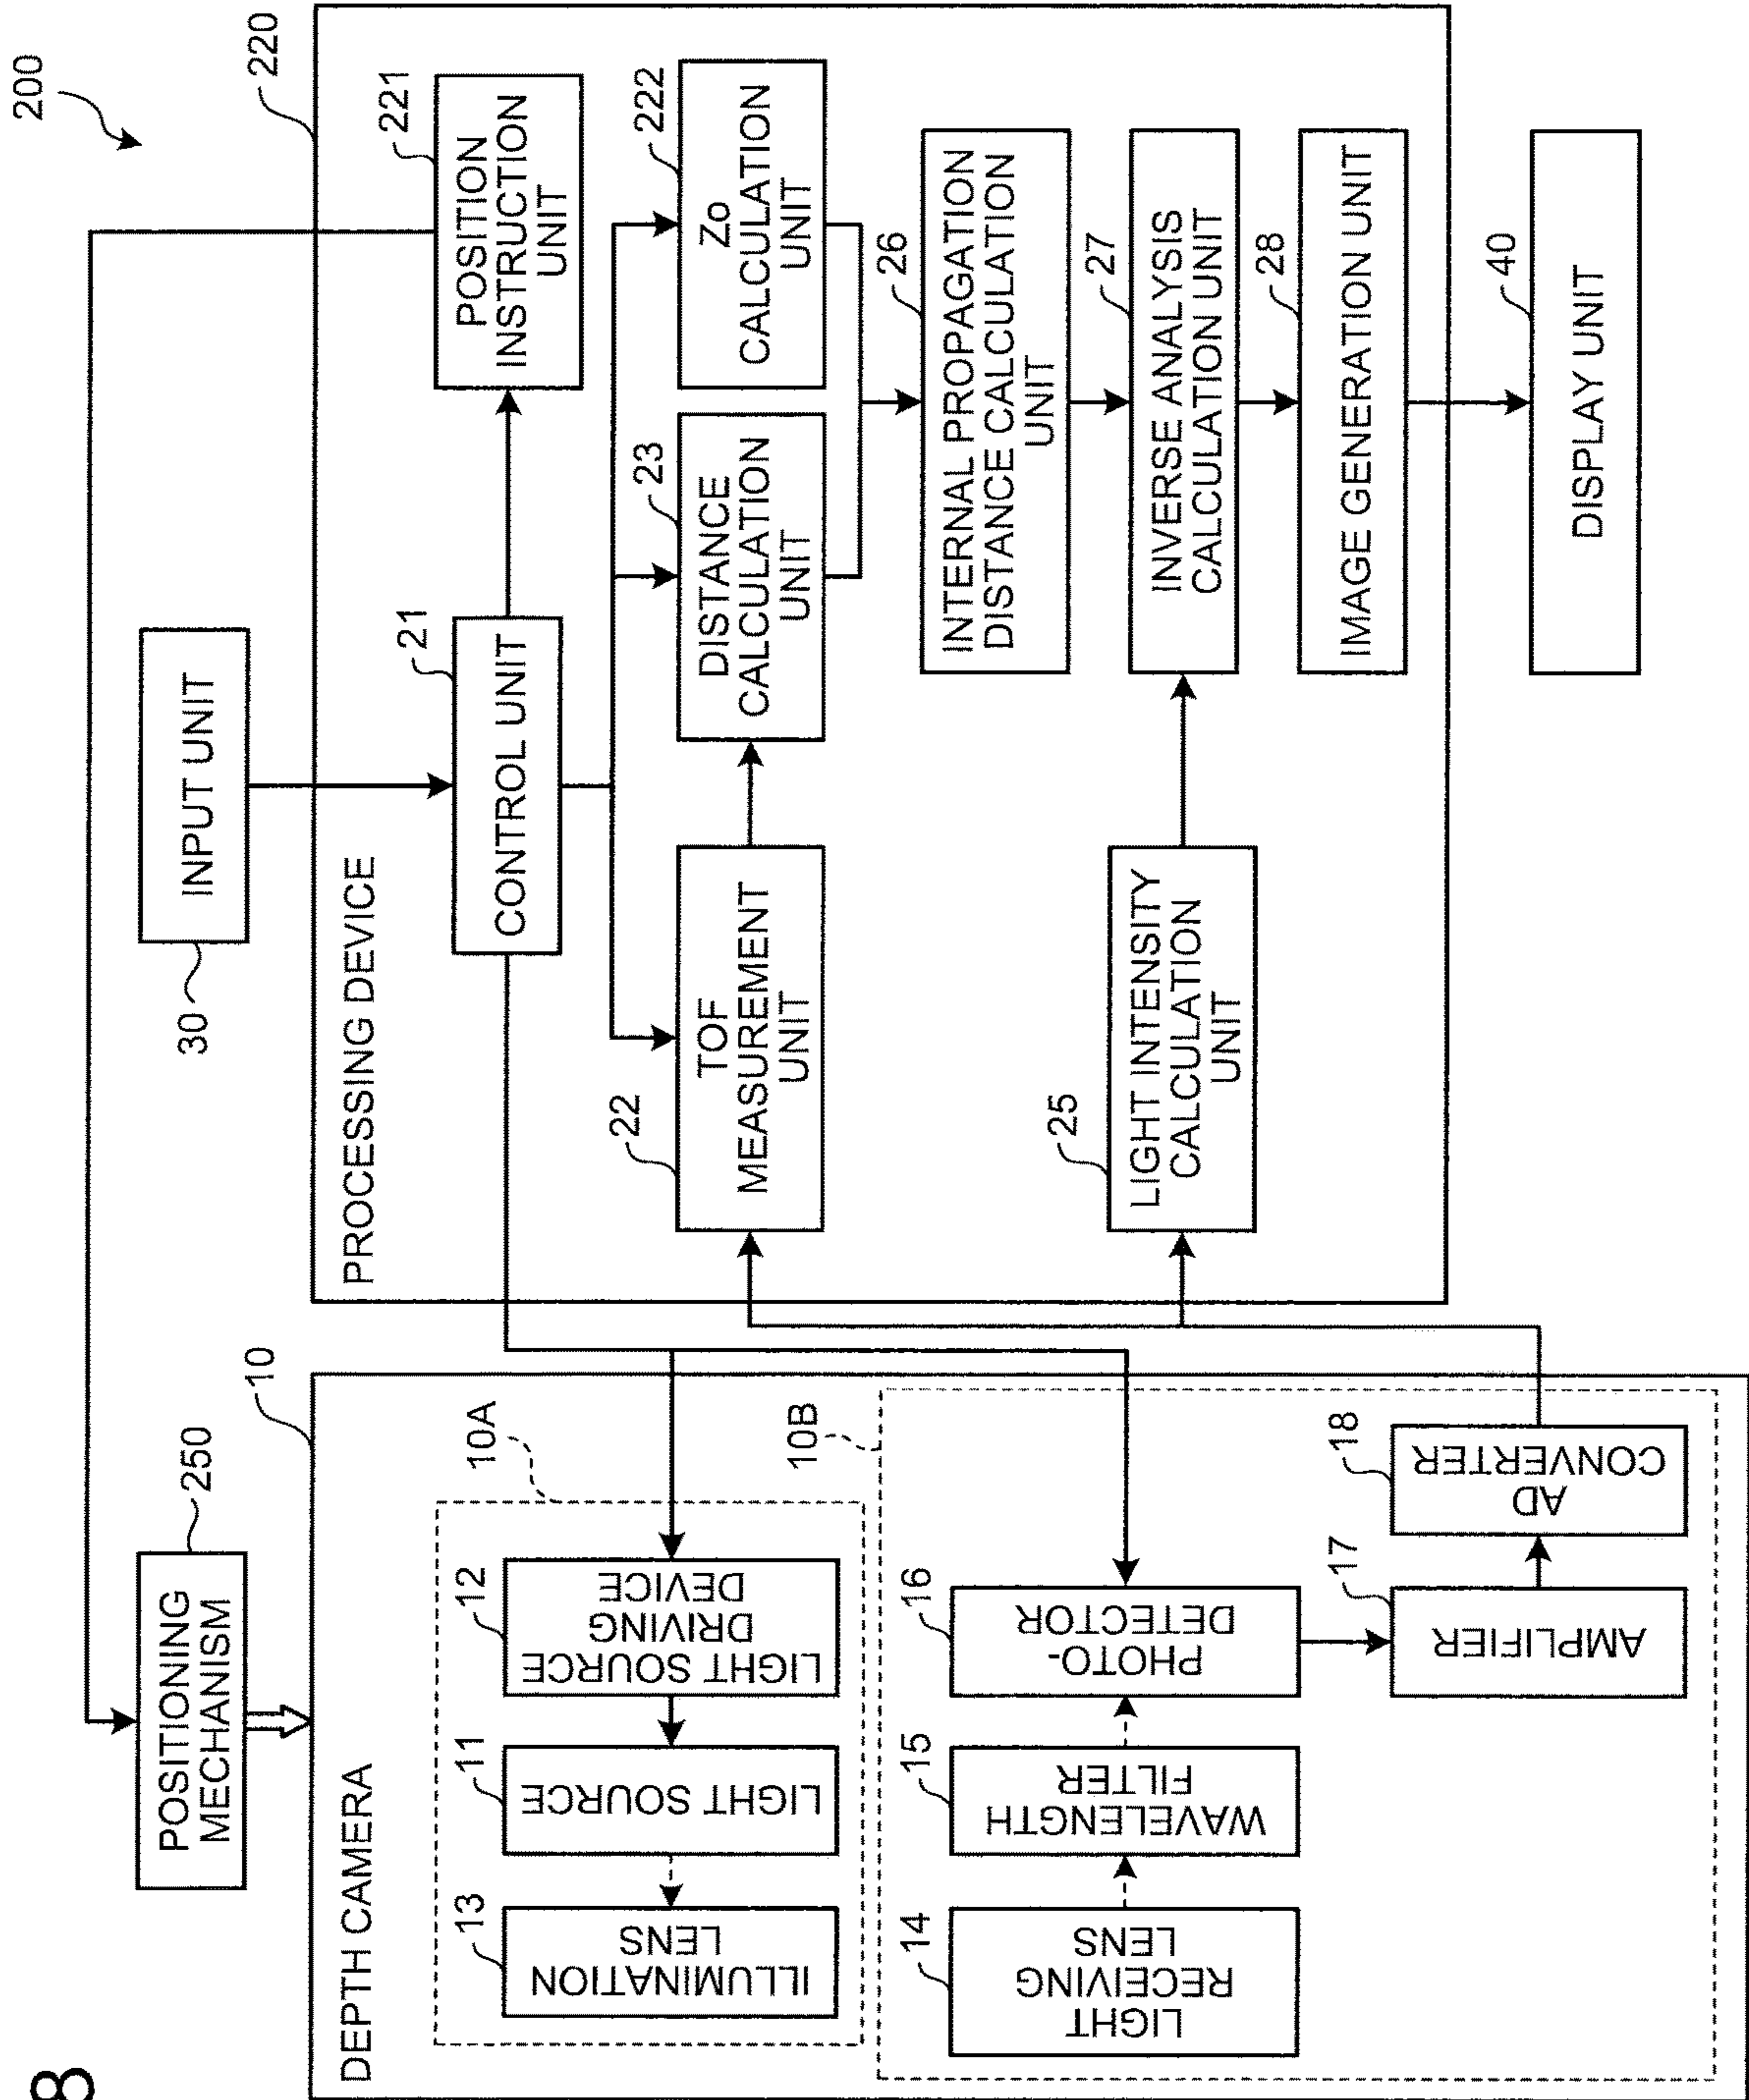 8
200
POSITIONING
MECHANISM
250
INPUT UNIT
30
DEPTH CAMERA
10
10A
ILLUMINATION
LENS
13
LIGHT SOURCE
11
LIGHT SOURCE
DRIVING
DEVICE
12
10B
LIGHT
RECEIVING
LENS
14
WAVELENGTH
FILTER
15
PHOTO-
DETECTOR
16
AMPLIFIER
17
AD
CONVERTER
18
PROCESSING DEVICE
220
CONTROL UNIT
21
POSITION
INSTRUCTION
UNIT
221
TOF
MEASUREMENT
UNIT
22
DISTANCE
CALCULATION
UNIT
23
Zo
CALCULATION
UNIT
222
INTERNAL PROPAGATION
DISTANCE CALCULATION
UNIT
26
LIGHT INTENSITY
CALCULATION
UNIT
25
INVERSE ANALYSIS
CALCULATION UNIT
27
IMAGE GENERATION UNIT
28
DISPLAY UNIT
40